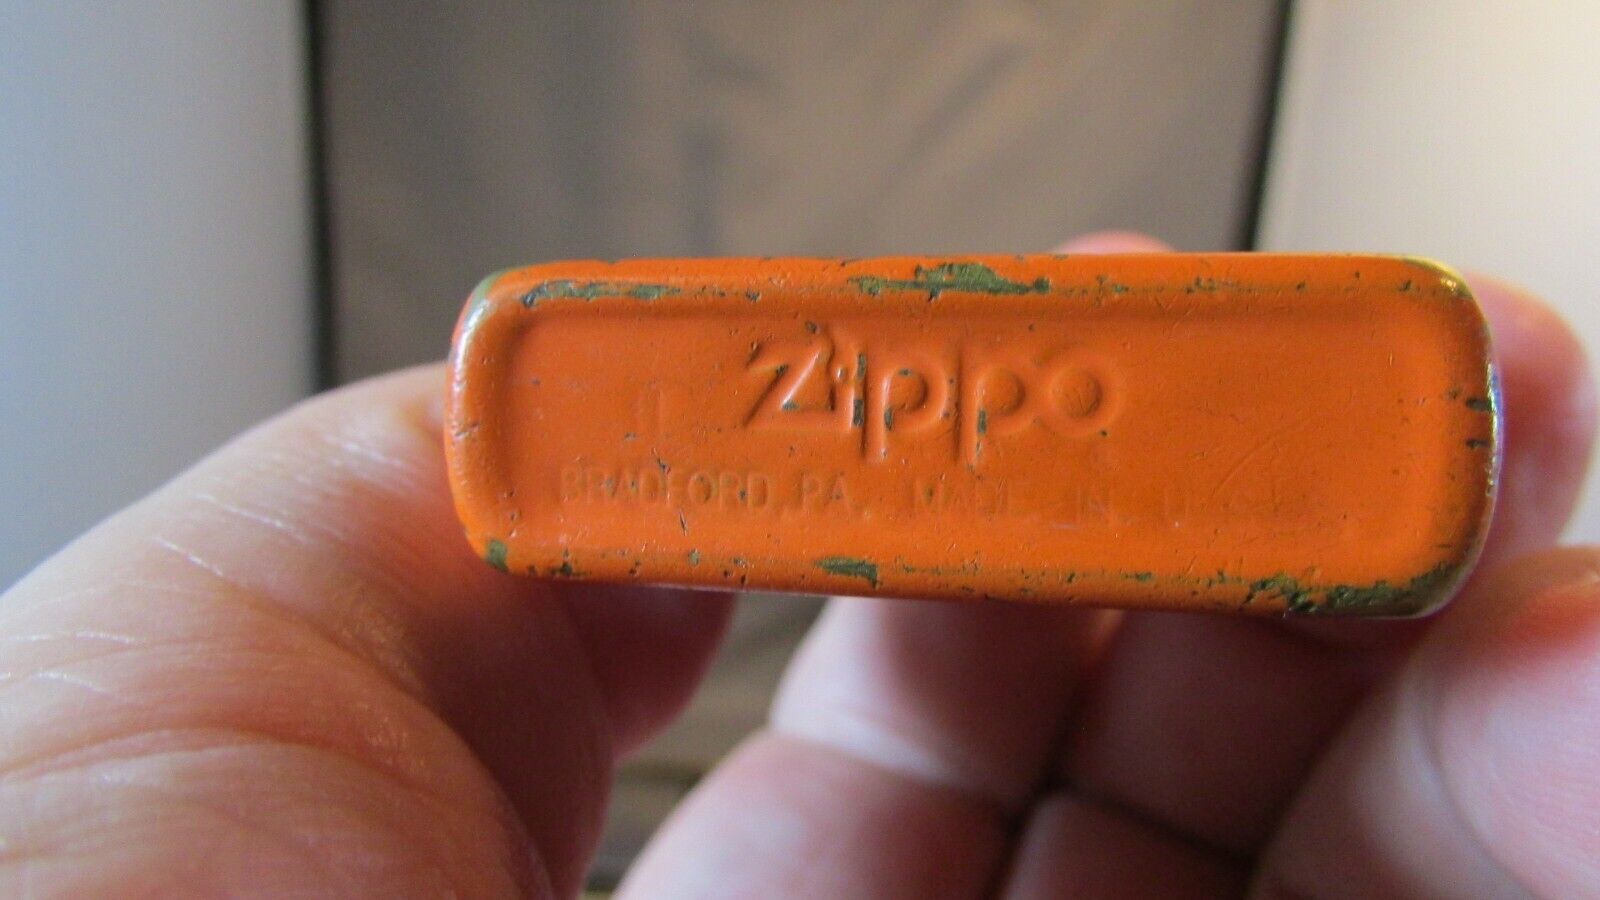 Zippo
BRADFORD, PA. MADE IN U.S.A.